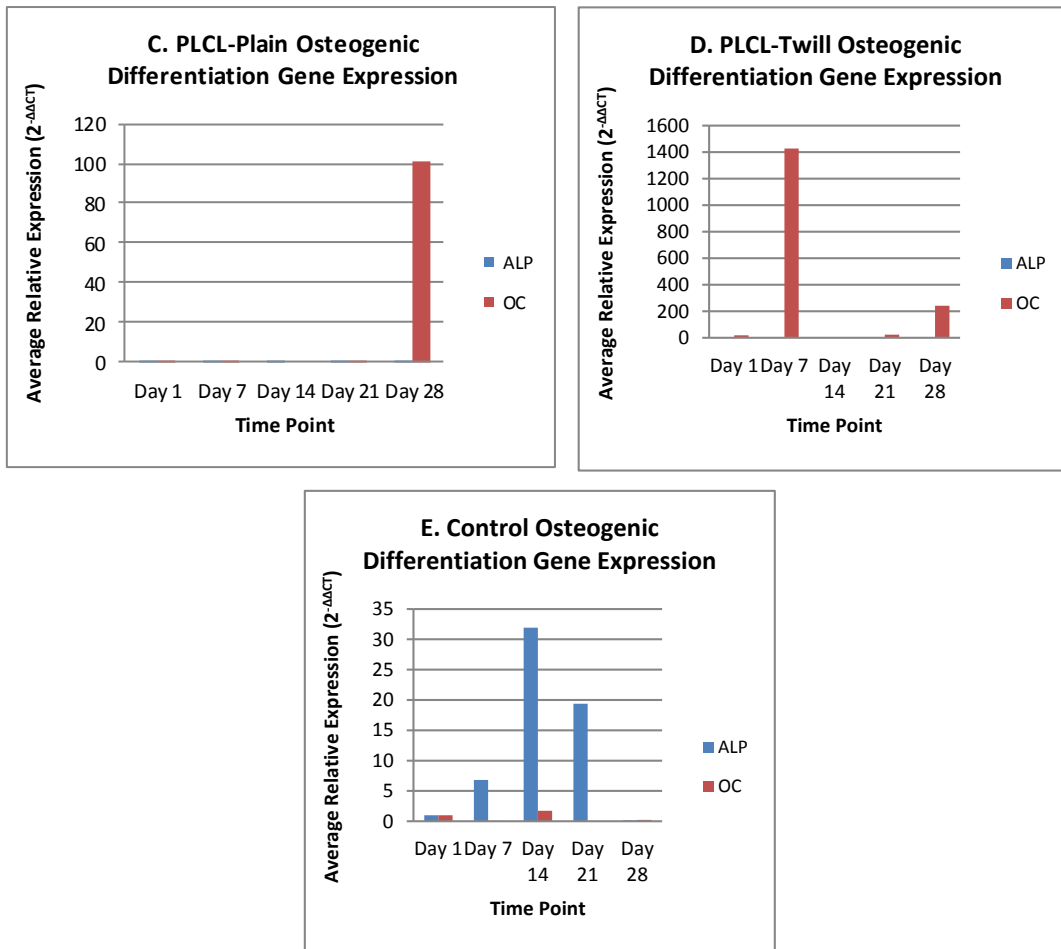 C. PLCL-Plain Osteogenic
Differentiation Gene Expression
Average Relative Expression (2-ΔΔCT)
120
100
80
60
40
20
0
Day 1 Day 7 Day 14 Day 21 Day 28
Time Point
ALP
OC
D. PLCL-Twill Osteogenic
Differentiation Gene Expression
Average Relative Expression (2-ΔΔCT)
1600
1400
1200
1000
800
600
400
200
0
Day 1 Day 7 Day Day Day
14 21 28
Time Point
ALP
OC
E. Control Osteogenic
Differentiation Gene Expression
Average Relative Expression (2-ΔΔCT)
35
30
25
20
15
10
5
0
Day 1 Day 7 Day Day Day
14 21 28
Time Point
ALP
OC